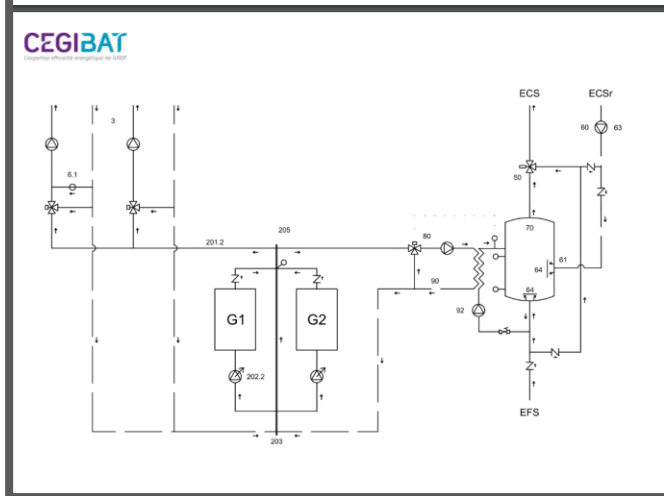 CEGIBAT
L'expertise efficacité énergétique de GRDF
ECS
ECSr
3
60
63
6.1
50
205
70
201.2
80
61
64
90
64
G1
G2
92
202.2
EFS
203